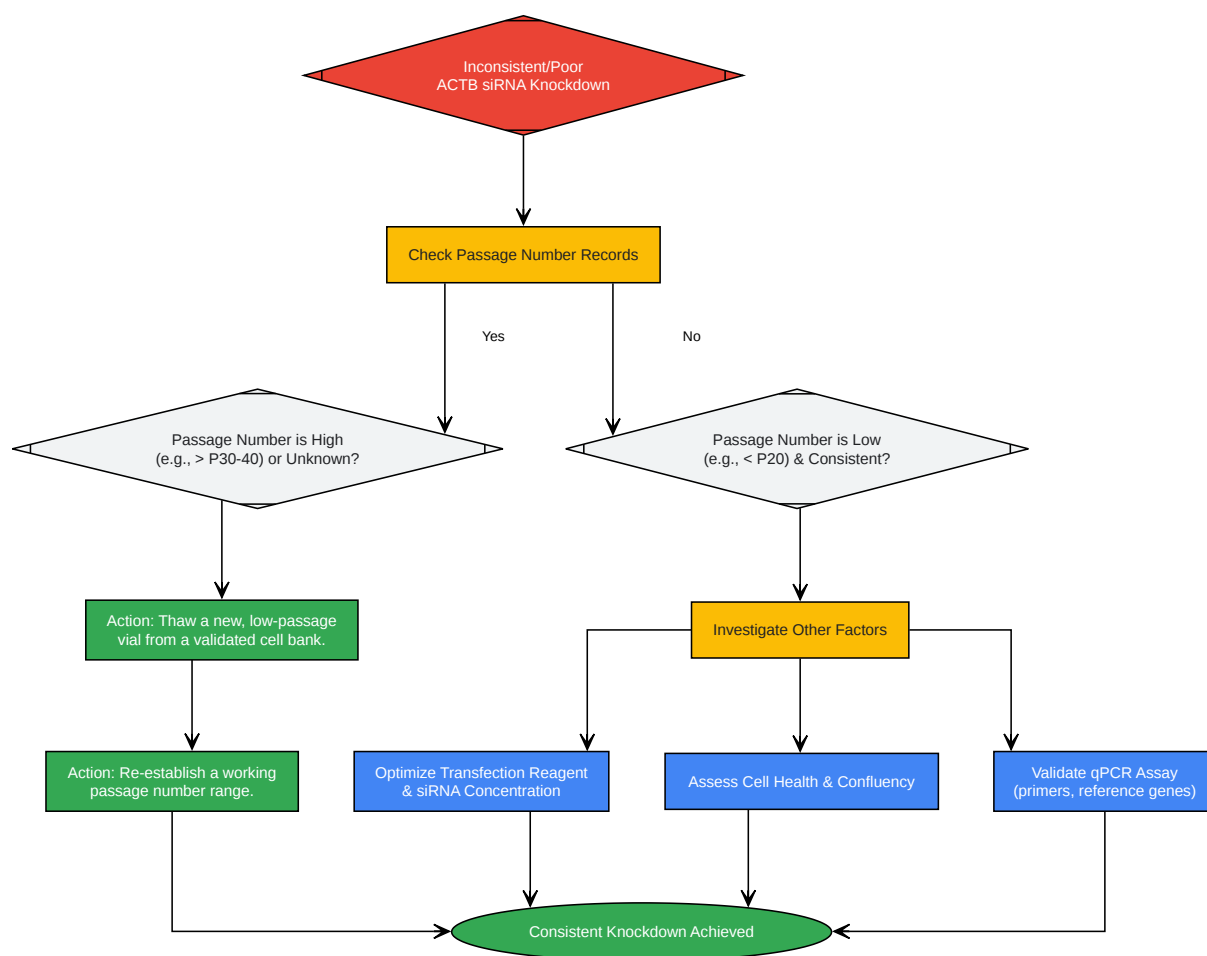 Inconsistent/Poor
ACTB siRNA Knockdown
Check Passage Number Records
Yes
No
Passage Number is High
(e.g., > P30-40) or Unknown?
Passage Number is Low
(e.g., < P20) & Consistent?
Action: Thaw a new, low-passage
vial from a validated cell bank.
Investigate Other Factors
Action: Re-establish a working
passage number range.
Optimize Transfection Reagent
& siRNA Concentration
Assess Cell Health & Confluency
Validate qPCR Assay
(primers, reference genes)
Consistent Knockdown Achieved